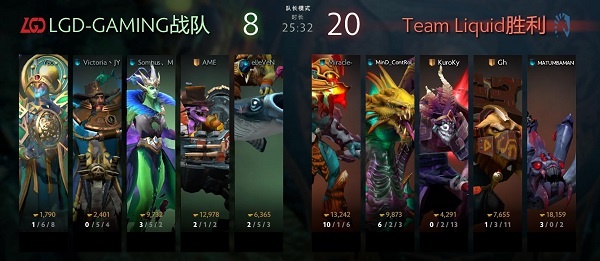 LGD LGD-GAMING战队 8
队长模式
时长
25:32
20 Team Liquid胜利
Victoria丶JY
Somnus丶M
AME
eLeVeN
Miracle-
MinD_ContRoL
KuroKy
Gh
MATUMBAMAN
1,790
2,401
9,732
12,978
6,365
13,242
9,873
4,291
7,655
18,159
1 / 6 / 8
0 / 5 / 4
3 / 5 / 2
2 / 1 / 2
2 / 5 / 3
10 / 1 / 6
6 / 2 / 3
0 / 2 / 13
1 / 3 / 11
3 / 0 / 2